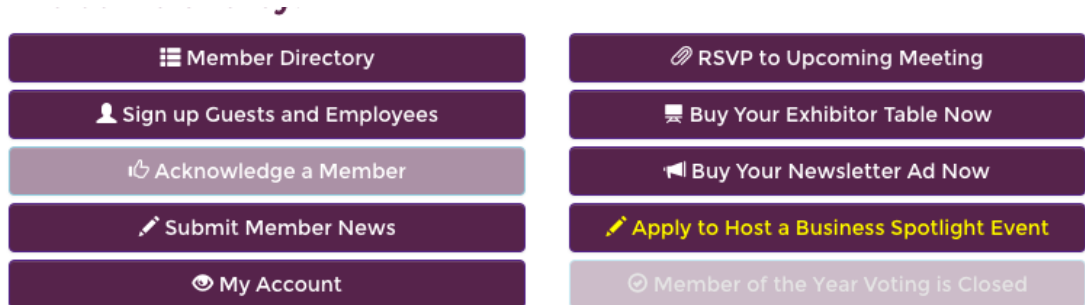 Member Directory
Sign up Guests and Employees
Acknowledge a Member
Submit Member News
My Account
RSVP to Upcoming Meeting
Buy Your Exhibitor Table Now
Buy Your Newsletter Ad Now
Apply to Host a Business Spotlight Event
Member of the Year Voting is Closed